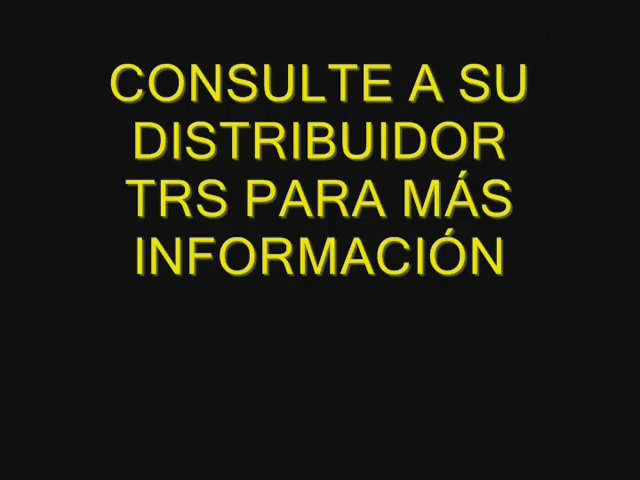 CONSULTE A SU
DISTRIBUIDOR
TRS PARA MÁS
INFORMACIÓN